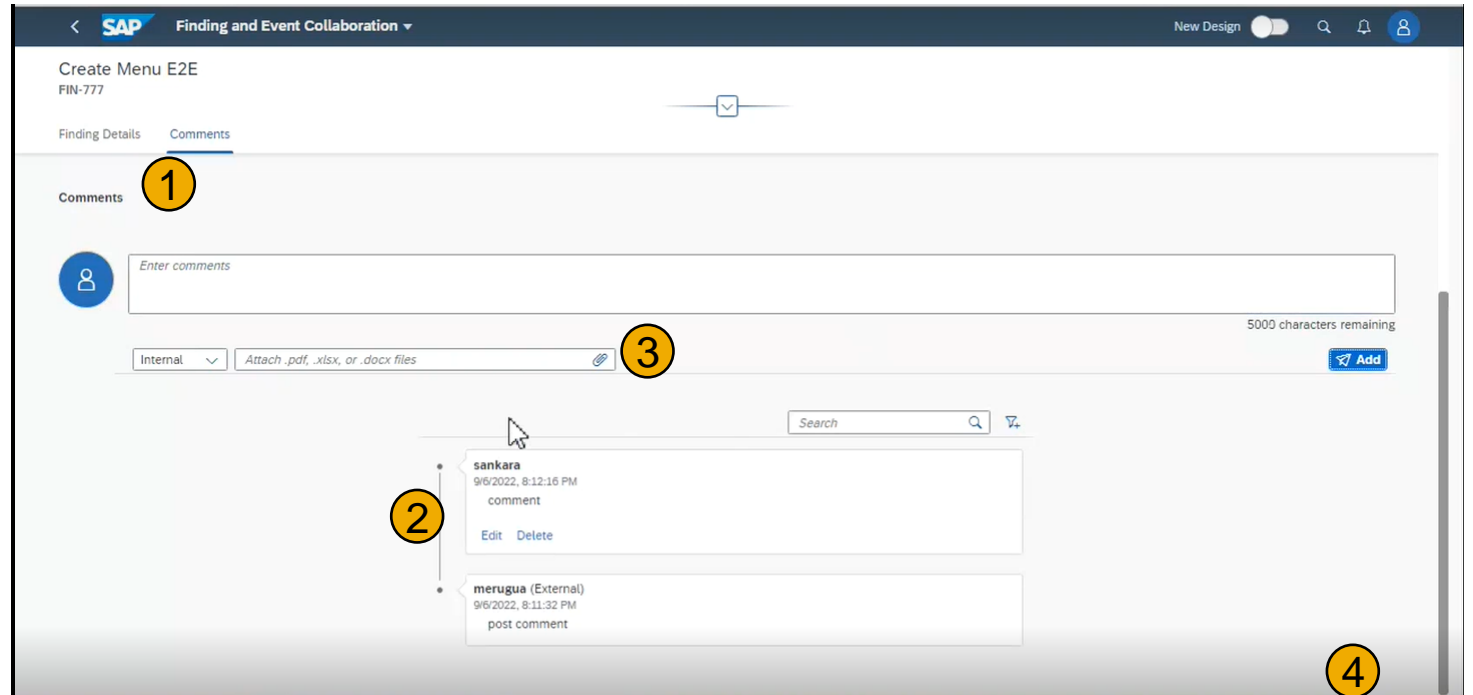 SAP Finding and Event Collaboration New Design
Create Menu E2E
FIN-777
Finding Details Comments
1
Comments
Enter comments
5000 characters remaining
Internal Attach .pdf, .xlsx, or .docx files 3 Add
Search
sankara
9/6/2022, 8:12:16 PM
comment
2
Edit Delete
merugua (External)
9/6/2022, 8:11:32 PM
post comment
4